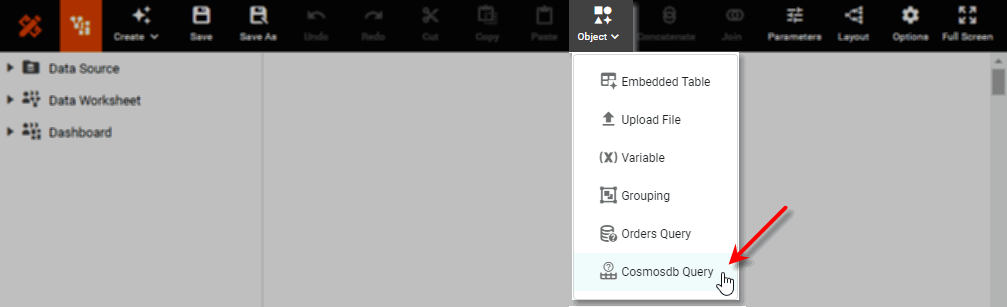 Create Save Save As Undo Redo Cut Copy Paste Object Concatenate Join Parameters Layout Options Full Screen
Data Source
Data Worksheet
Dashboard
Embedded Table
Upload File
(X) Variable
Grouping
Orders Query
Cosmosdb Query